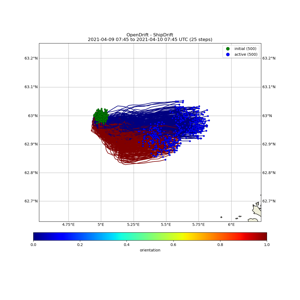 OpenDrift - ShipDrift
2021-04-09 07:45 to 2021-04-10 07:45 UTC (25 steps)
initial (500)
active (500)
63.2°N 63.2°N
63.1°N 63.1°N
63°N 63°N
62.9°N 62.9°N
62.8°N 62.8°N
62.7°N 62.7°N
4.75°E 5°E 5.25°E 5.5°E 5.75°E 6°E
0.0 0.2 0.4 0.6 0.8 1.0
orientation